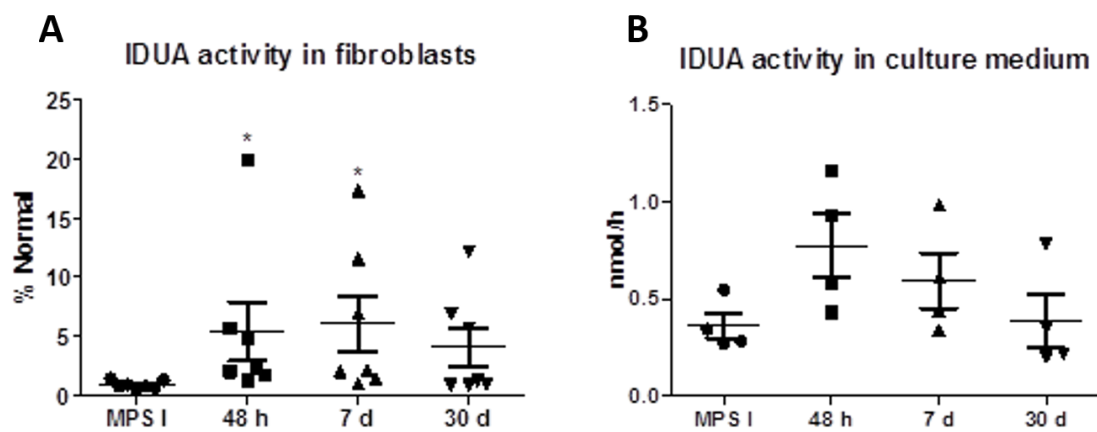 A
IDUA activity in fibroblasts
25
20
15
10
5
0
% Normal
*
*
MPS I 48 h 7 d 30 d
B
IDUA activity in culture medium
1.5
1.0
0.5
0.0
nmol/h
MPS I 48 h 7 d 30 d